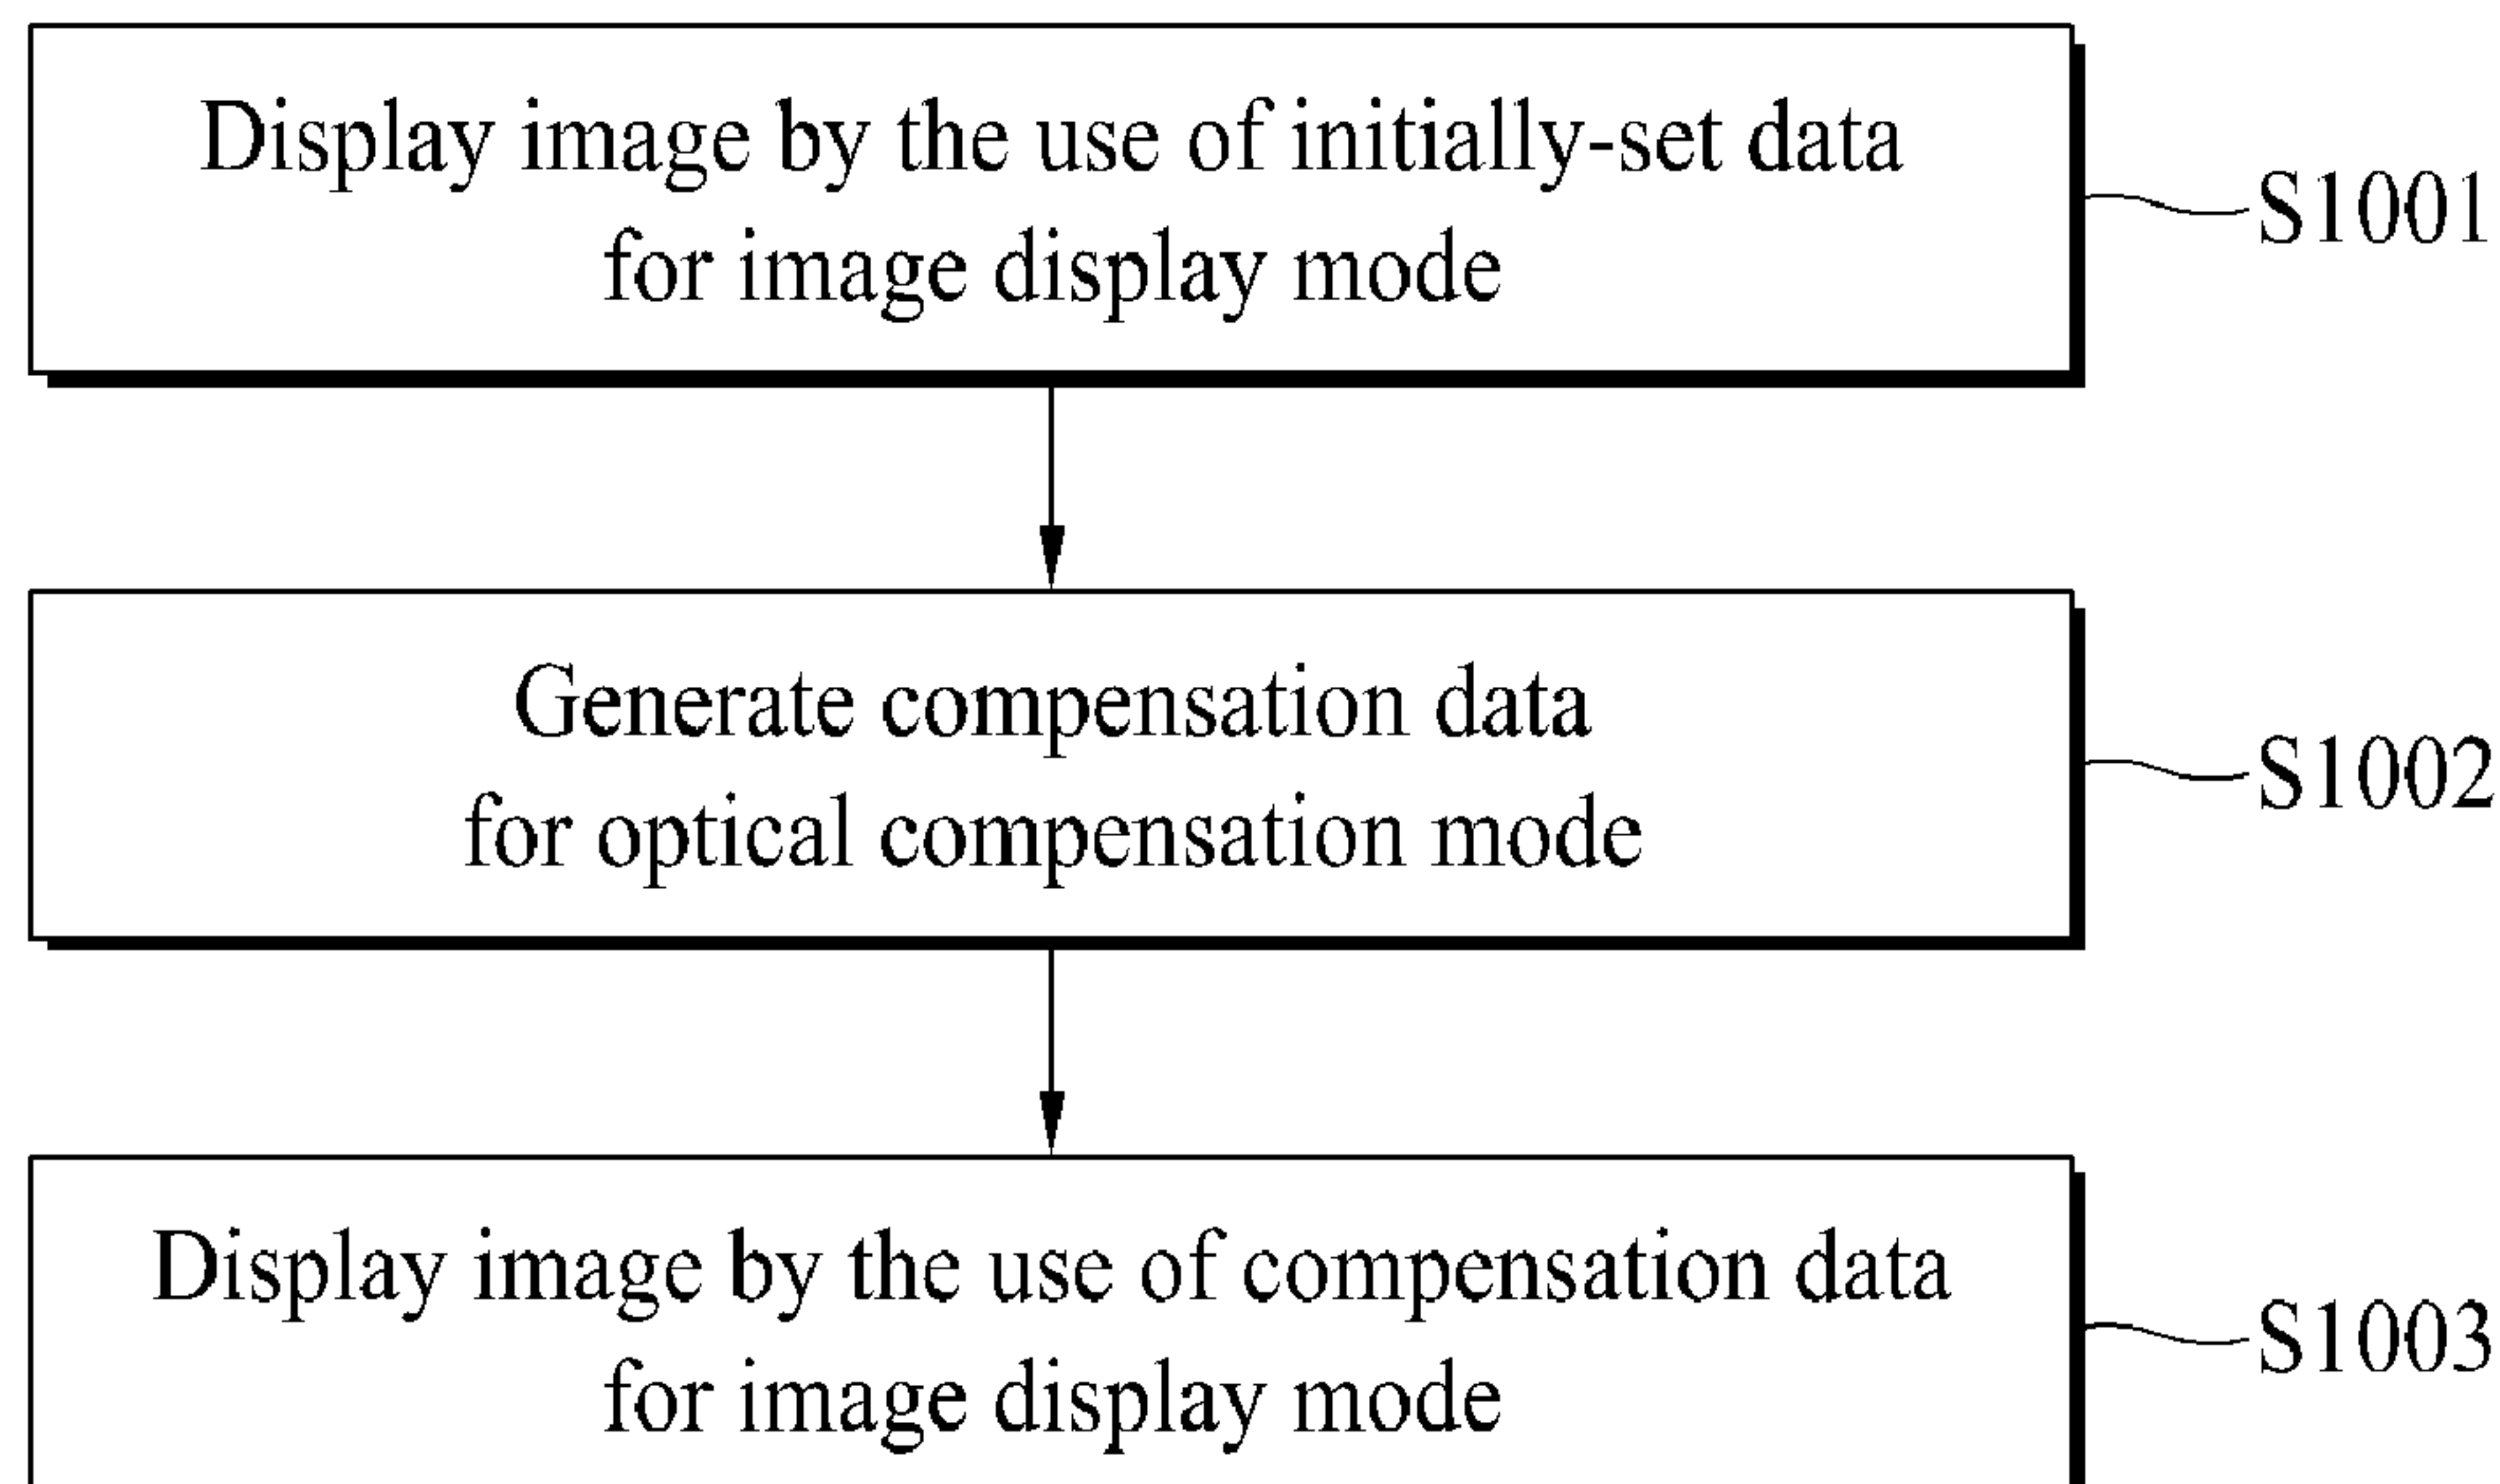 Display image by the use of initially-set data
for image display mode
S1001
Generate compensation data
for optical compensation mode
S1002
Display image by the use of compensation data
for image display mode
S1003